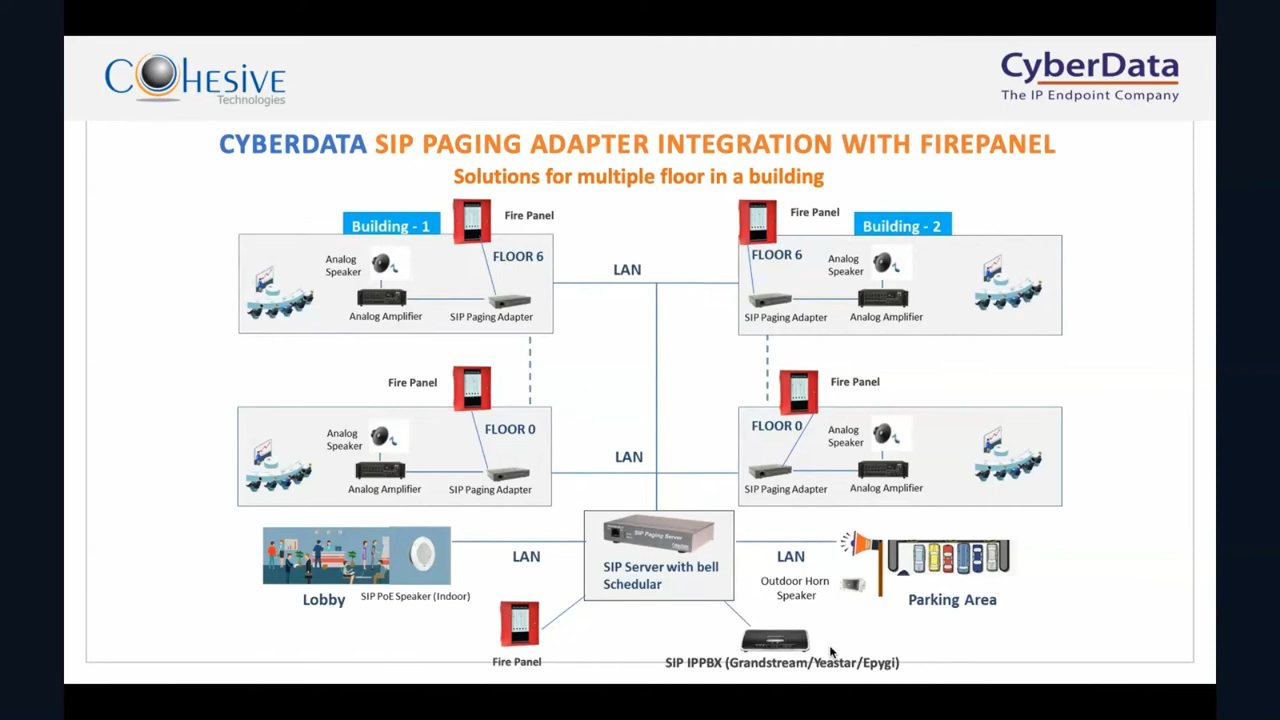 COHESIVE
Technologies
CyberData
The IP Endpoint Company
CYBERDATA SIP PAGING ADAPTER INTEGRATION WITH FIREPANEL
Solutions for multiple floor in a building
Building - 1
Fire Panel
FLOOR 6
Analog
Speaker
Analog Amplifier
SIP Paging Adapter
LAN
Fire Panel
Building - 2
FLOOR 6
Analog
Speaker
SIP Paging Adapter
Analog Amplifier
Fire Panel
FLOOR 0
Analog
Speaker
Analog Amplifier
SIP Paging Adapter
LAN
Fire Panel
FLOOR 0
Analog
Speaker
SIP Paging Adapter
Analog Amplifier
Lobby
SIP PoE Speaker (Indoor)
LAN
SIP Paging Server
SIP Server with bell
Schedular
LAN
Outdoor Horn
Speaker
Parking Area
Fire Panel
SIP IPPBX (Grandstream/Yeastar/Epygi)